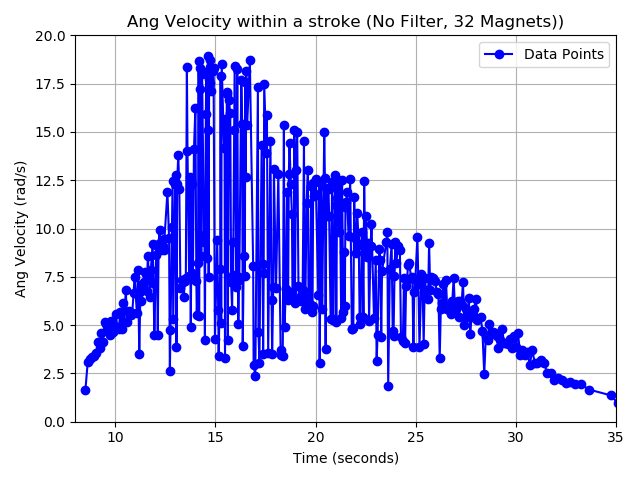 Ang Velocity within a stroke (No Filter, 32 Magnets))
20.0
17.5
15.0
12.5
10.0
7.5
5.0
2.5
0.0
Ang Velocity (rad/s)
Data Points
10 15 20 25 30 35
Time (seconds)